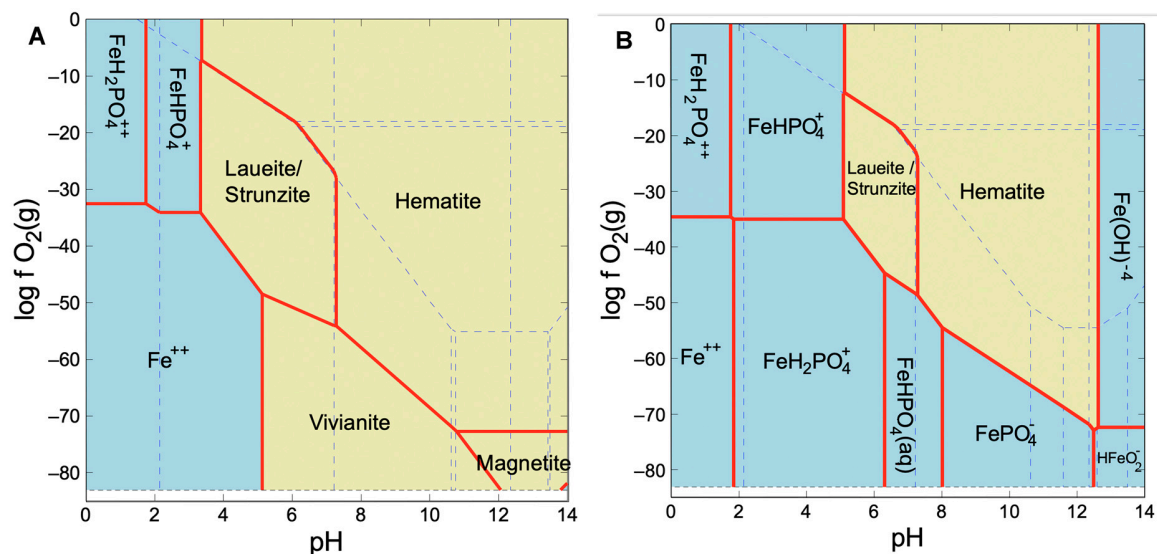 A
FeH₂PO₄⁺⁺
FeHPO₄⁺
Laueite/
Strunzite
Hematite
Fe⁺⁺
Vivianite
Magnetite
log f O₂(g)
0
−10
−20
−30
−40
−50
−60
−70
−80
0 2 4 6 8 10 12 14
pH
B
FeH₂PO₄⁺⁺
FeHPO₄⁺
Laueite /
Strunzite
Hematite
Fe(OH)⁻⁴
Fe⁺⁺
FeH₂PO₄⁺
FeHPO₄(aq)
FePO₄⁻
HFeO₂⁻
log f O₂(g)
0
−10
−20
−30
−40
−50
−60
−70
−80
0 2 4 6 8 10 12 14
pH